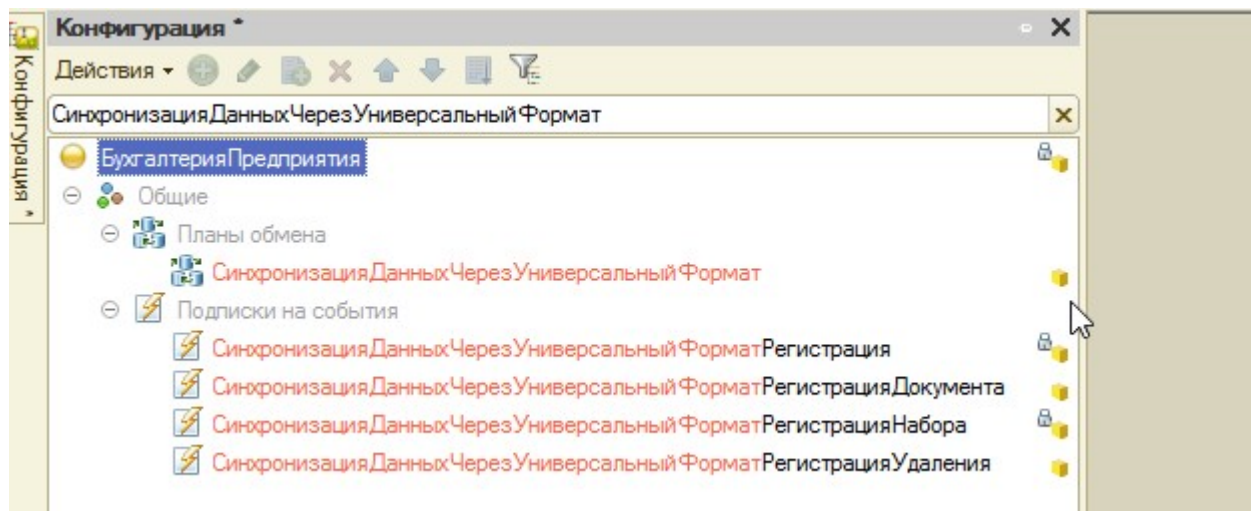 Конфигурация *
Конфигурация *
Действия
СинхронизацияДанныхЧерезУниверсальныйФормат
БухгалтерияПредприятия
Общие
Планы обмена
СинхронизацияДанныхЧерезУниверсальныйФормат
Подписки на события
СинхронизацияДанныхЧерезУниверсальныйФорматРегистрация
СинхронизацияДанныхЧерезУниверсальныйФорматРегистрацияДокумента
СинхронизацияДанныхЧерезУниверсальныйФорматРегистрацияНабора
СинхронизацияДанныхЧерезУниверсальныйФорматРегистрацияУдаления